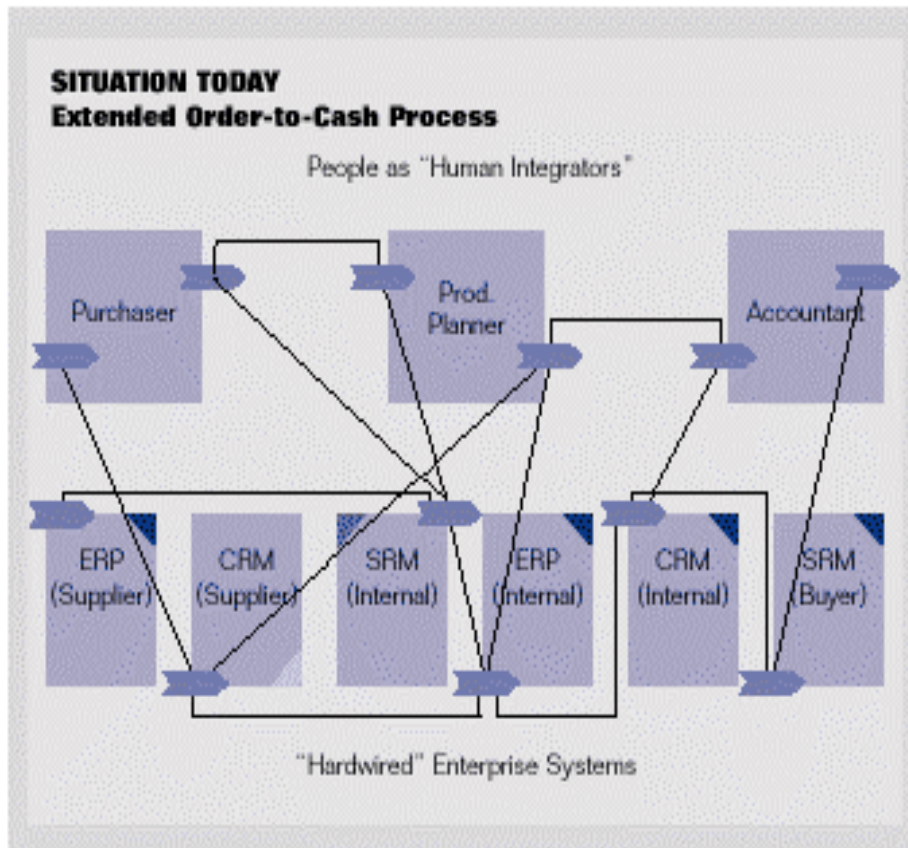 SITUATION TODAY
Extended Order-to-Cash Process
People as “Human Integrators”
Purchaser
Prod.
Planner
Accountant
ERP
(Supplier)
CRM
(Supplier)
SRM
(Internal)
ERP
(Internal)
CRM
(Internal)
SRM
(Buyer)
“Hardwired” Enterprise Systems